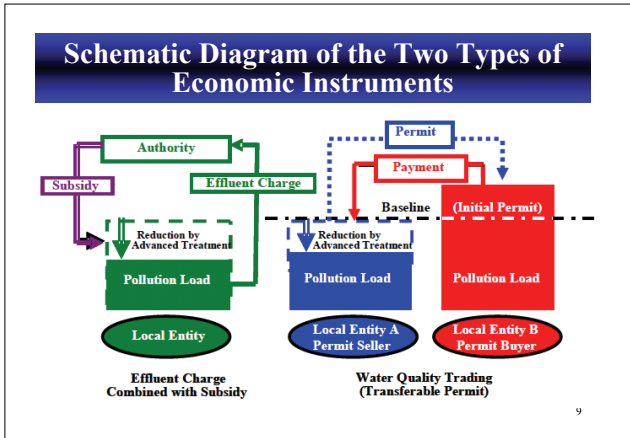 Schematic Diagram of the Two Types of
Economic Instruments
Authority
Subsidy
Effluent Charge
Reduction by
Advanced Treatment
Pollution Load
Local Entity
Effluent Charge
Combined with Subsidy
Permit
Payment
Baseline
(Initial Permit)
Reduction by
Advanced Treatment
Pollution Load
Pollution Load
Local Entity A
Permit Seller
Local Entity B
Permit Buyer
Water Quality Trading
(Transferable Permit)
9